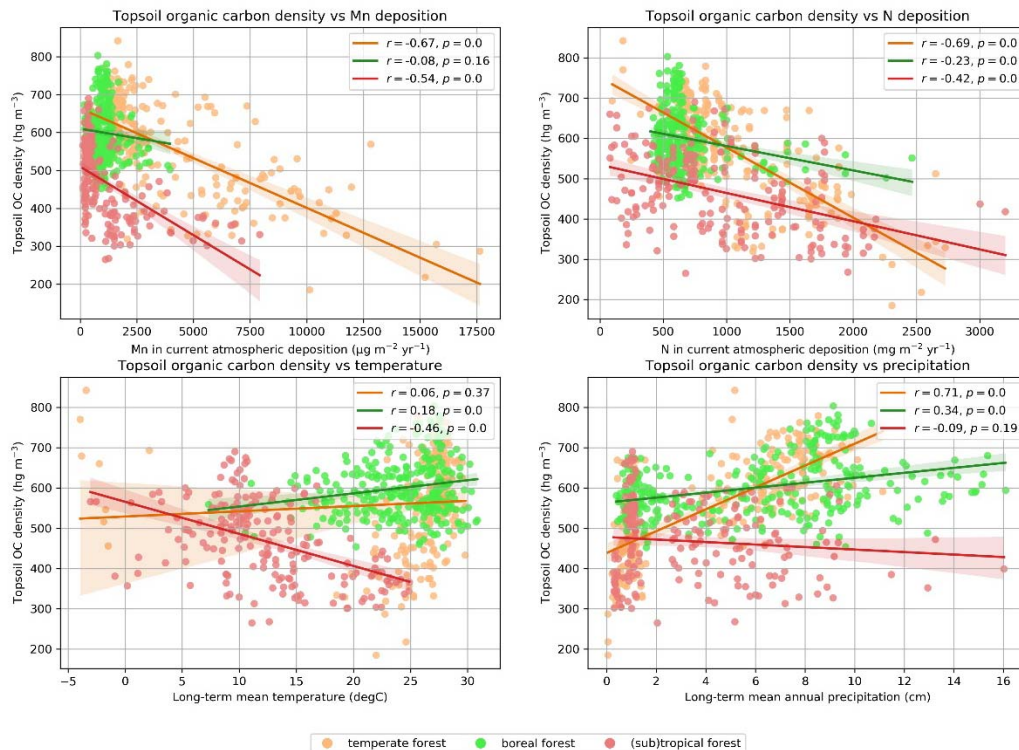 Topsoil organic carbon density vs Mn deposition
Topsoil OC density (hg m⁻³)
800
700
600
500
400
300
200
r = -0.67, p = 0.0
r = -0.08, p = 0.16
r = -0.54, p = 0.0
0 2500 5000 7500 10000 12500 15000 17500
Mn in current atmospheric deposition (μg m⁻² yr⁻¹)
Topsoil organic carbon density vs N deposition
Topsoil OC density (hg m⁻³)
800
700
600
500
400
300
200
r = -0.69, p = 0.0
r = -0.23, p = 0.0
r = -0.42, p = 0.0
0 500 1000 1500 2000 2500 3000
N in current atmospheric deposition (mg m⁻² yr⁻¹)
Topsoil organic carbon density vs temperature
Topsoil OC density (hg m⁻³)
800
700
600
500
400
300
200
r = 0.06, p = 0.37
r = 0.18, p = 0.0
r = -0.46, p = 0.0
−5 0 5 10 15 20 25 30
Long-term mean temperature (degC)
Topsoil organic carbon density vs precipitation
Topsoil OC density (hg m⁻³)
800
700
600
500
400
300
200
r = 0.71, p = 0.0
r = 0.34, p = 0.0
r = -0.09, p = 0.19
0 2 4 6 8 10 12 14 16
Long-term mean annual precipitation (cm)
temperate forest boreal forest (sub)tropical forest